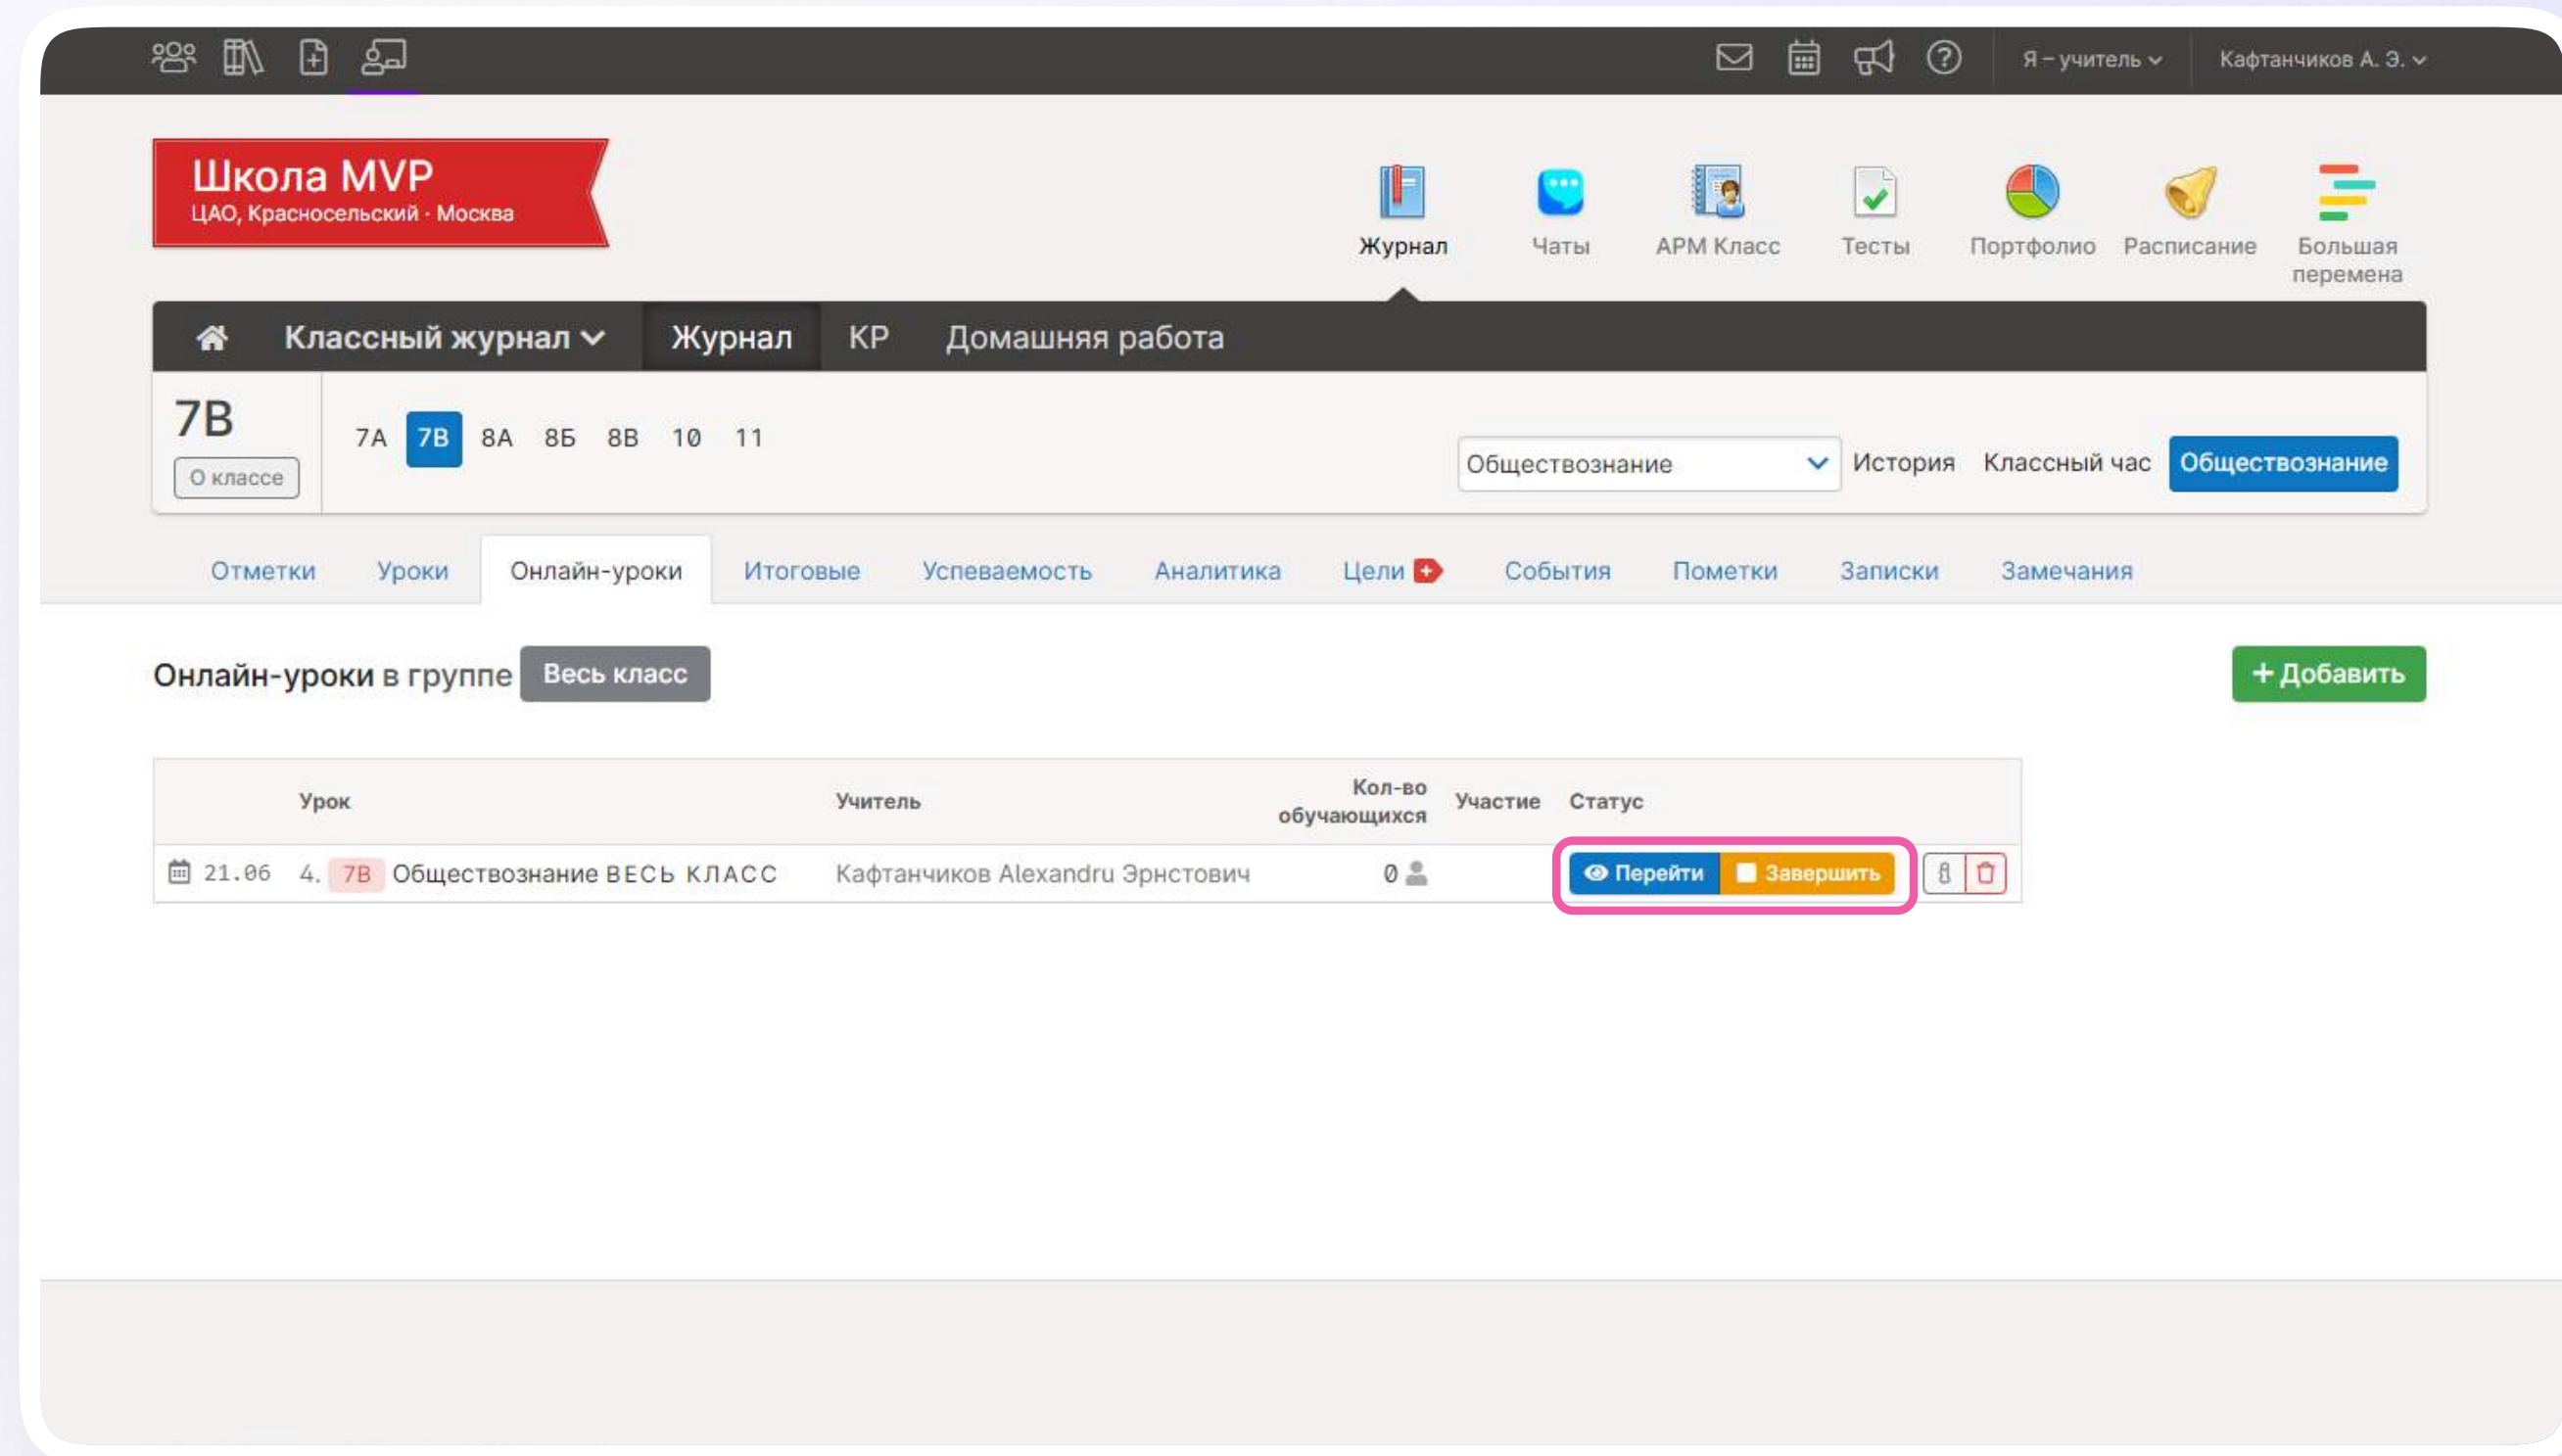 Я – учитель
Кафтанчиков А. Э.
Школа MVP
ЦАО, Красносельский · Москва
Журнал
Чаты
АРМ Класс
Тесты
Портфолио
Расписание
Большая
перемена
Классный журнал
Журнал
КР
Домашняя работа
7В
О классе
7А 7В 8А 8Б 8В 10 11
Обществознание
История
Классный час
Обществознание
Отметки
Уроки
Онлайн-уроки
Итоговые
Успеваемость
Аналитика
Цели
События
Пометки
Записки
Замечания
Онлайн-уроки в группе Весь класс
+ Добавить
Урок
Учитель
Кол-во
обучающихся
Участие
Статус
21.06 4. 7В Обществознание ВЕСЬ КЛАСС Кафтанчиков Alexandru Эрнстович 0 Перейти Завершить